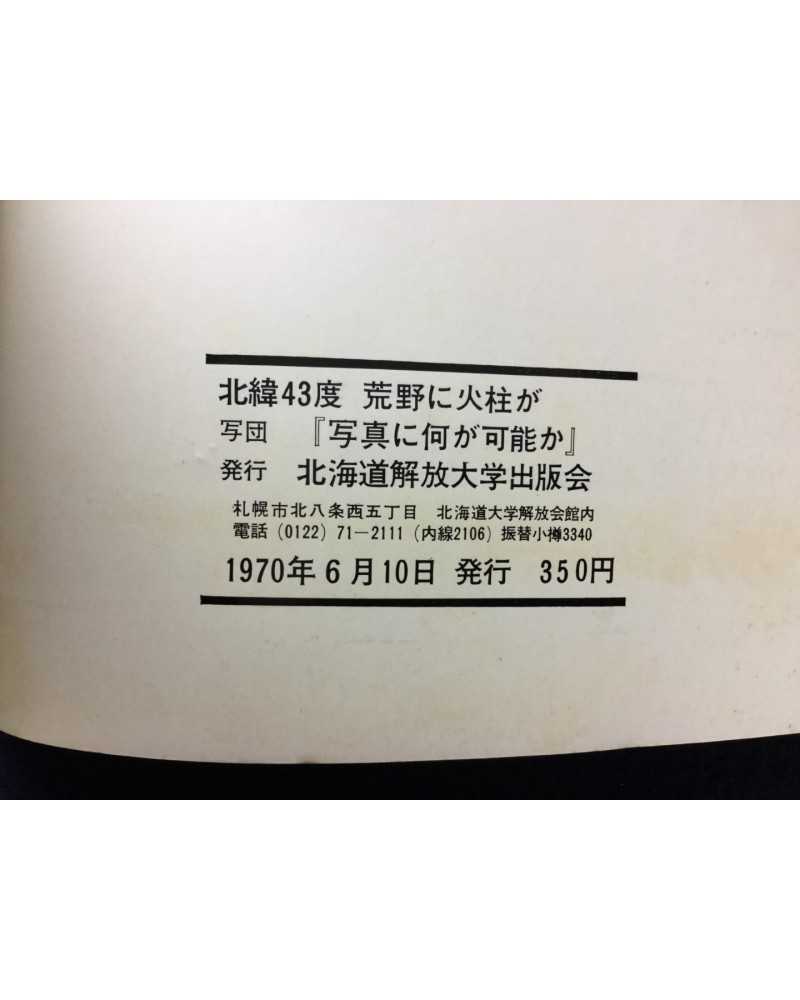 北緯43度 荒野に火柱が
写団 『写真に何が可能か』
発行 北海道解放大学出版会
札幌市北八条西五丁目 北海道大学解放会館内
電話 (0122) 71-2111 (内線2106) 振替小樽3340
1970年6月10日 発行 350円